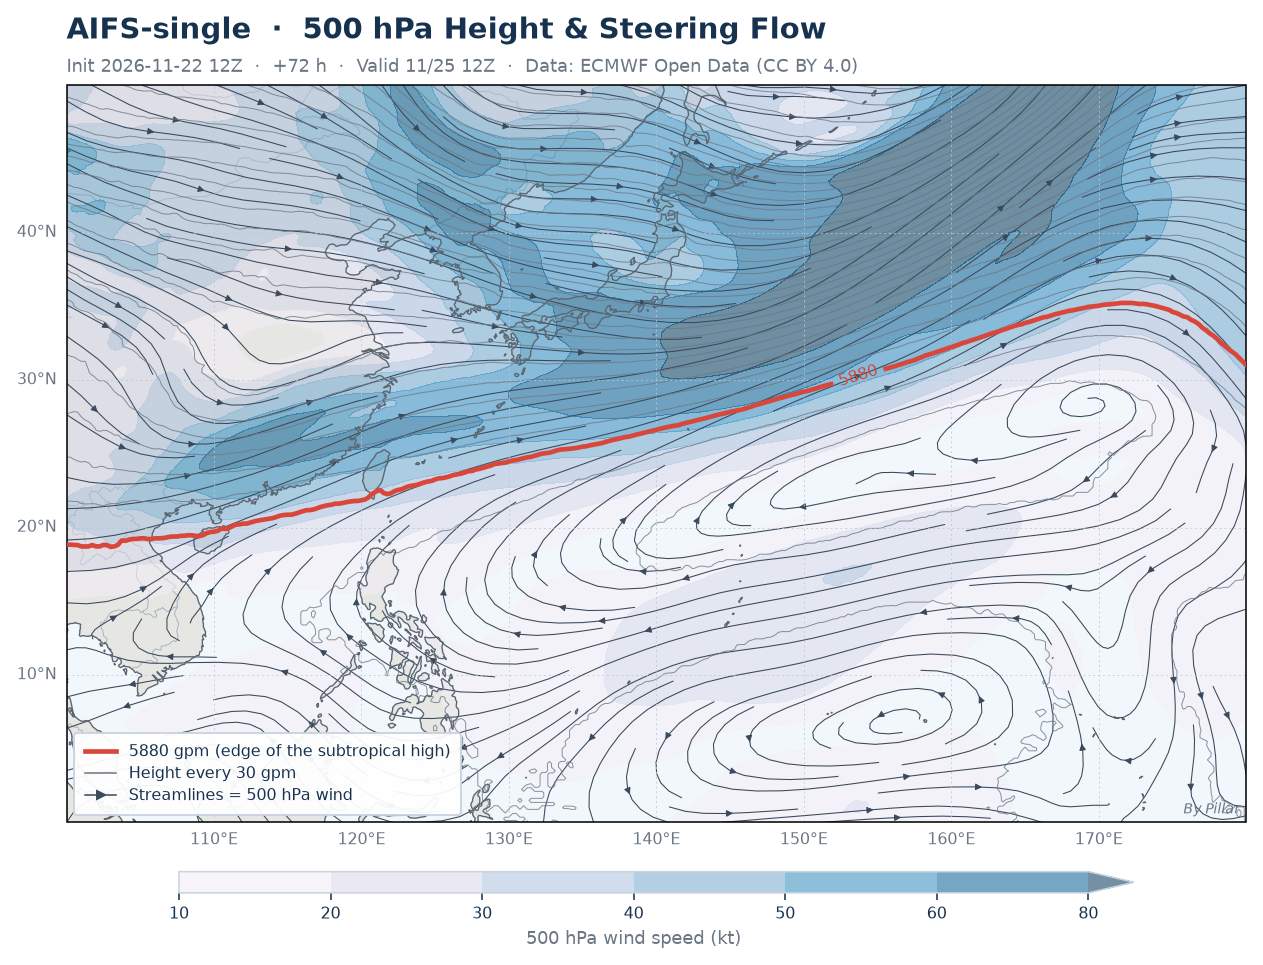 AIFS-single · 500 hPa Height & Steering Flow
Init 2026-11-22 12Z · +72 h · Valid 11/25 12Z · Data: ECMWF Open Data (CC BY 4.0)
40°N
30°N
20°N
10°N
5880
5880 gpm (edge of the subtropical high)
Height every 30 gpm
Streamlines = 500 hPa wind
By Pillar
110°E 120°E 130°E 140°E 150°E 160°E 170°E
10 20 30 40 50 60 80
500 hPa wind speed (kt)